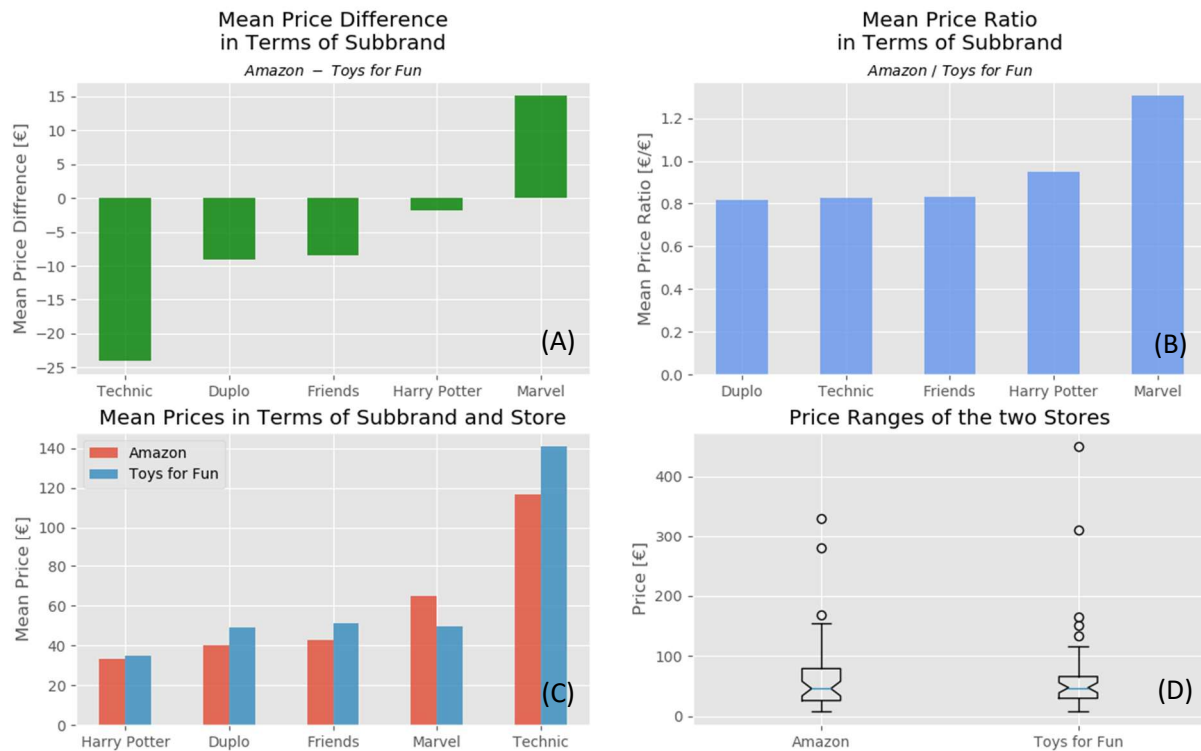 Mean Price Difference
in Terms of Subbrand
Amazon − Toys for Fun
Mean Price Diffrence [€]
15
10
5
0
−5
−10
−15
−20
−25
(A)
Technic Duplo Friends Harry Potter Marvel
Mean Price Ratio
in Terms of Subbrand
Amazon / Toys for Fun
Mean Price Ratio [€/€]
1.2
1.0
0.8
0.6
0.4
0.2
0.0
(B)
Duplo Technic Friends Harry Potter Marvel
Mean Prices in Terms of Subbrand and Store
Amazon
Toys for Fun
Mean Price [€]
140
120
100
80
60
40
20
0
(C)
Harry Potter Duplo Friends Marvel Technic
Price Ranges of the two Stores
Price [€]
400
300
200
100
0
(D)
Amazon Toys for Fun